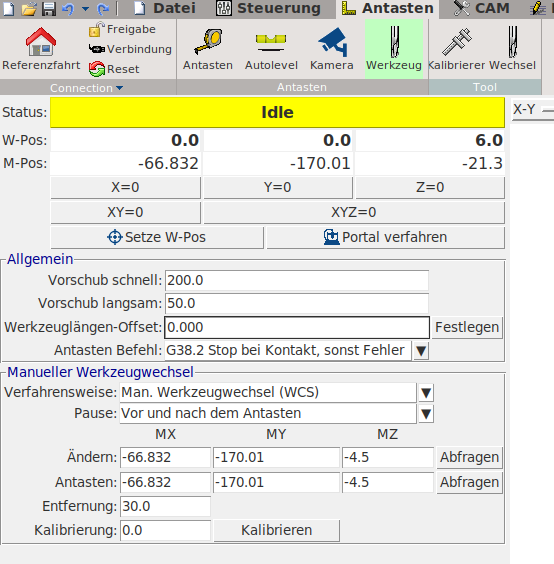 Datei Steuerung Antasten CAM
Referenzfahrt
Freigabe
Verbindung
Reset
Antasten Autolevel Kamera Werkzeug Kalibrierer Wechsel
Connection Antasten Tool
Status: Idle X-Y
W-Pos: 0.0 0.0 6.0
M-Pos: -66.832 -170.01 -21.3
X=0 Y=0 Z=0
XY=0 XYZ=0
Setze W-Pos Portal verfahren
Allgemein
Vorschub schnell: 200.0
Vorschub langsam: 50.0
Werkzeuglängen-Offset: 0.000 Festlegen
Antasten Befehl: G38.2 Stop bei Kontakt, sonst Fehler
Manueller Werkzeugwechsel
Verfahrensweise: Man. Werkzeugwechsel (WCS)
Pause: Vor und nach dem Antasten
MX MY MZ
Ändern: -66.832 -170.01 -4.5 Abfragen
Antasten: -66.832 -170.01 -4.5 Abfragen
Entfernung: 30.0
Kalibrierung: 0.0 Kalibrieren